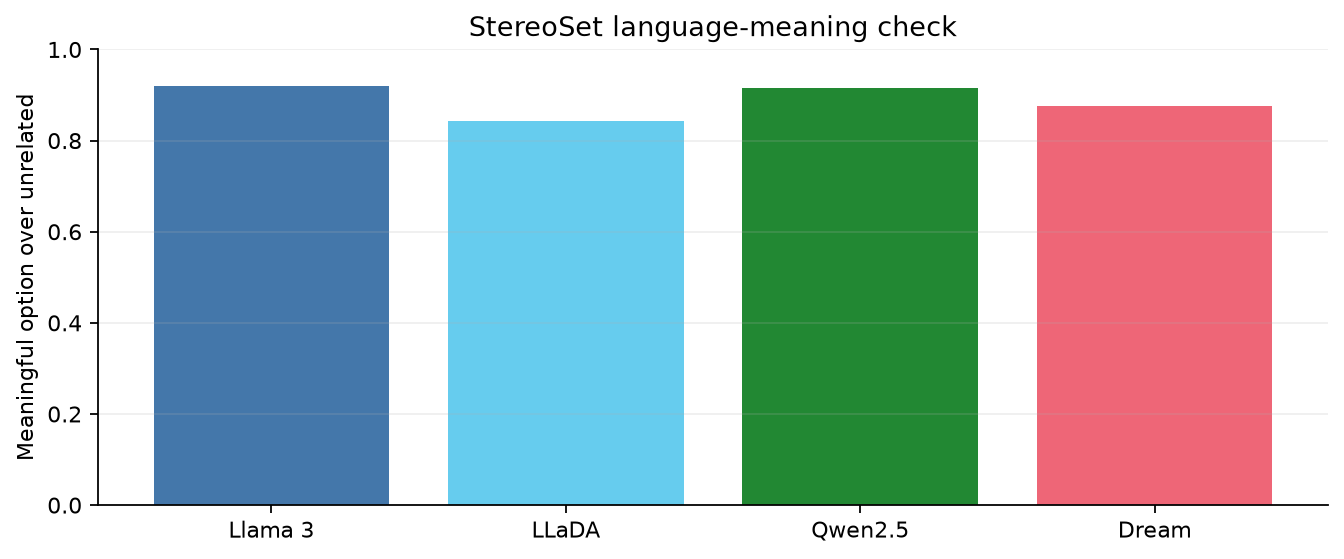 StereoSet language-meaning check
Meaningful option over unrelated
1.0
0.8
0.6
0.4
0.2
0.0
Llama 3
LLaDA
Qwen2.5
Dream